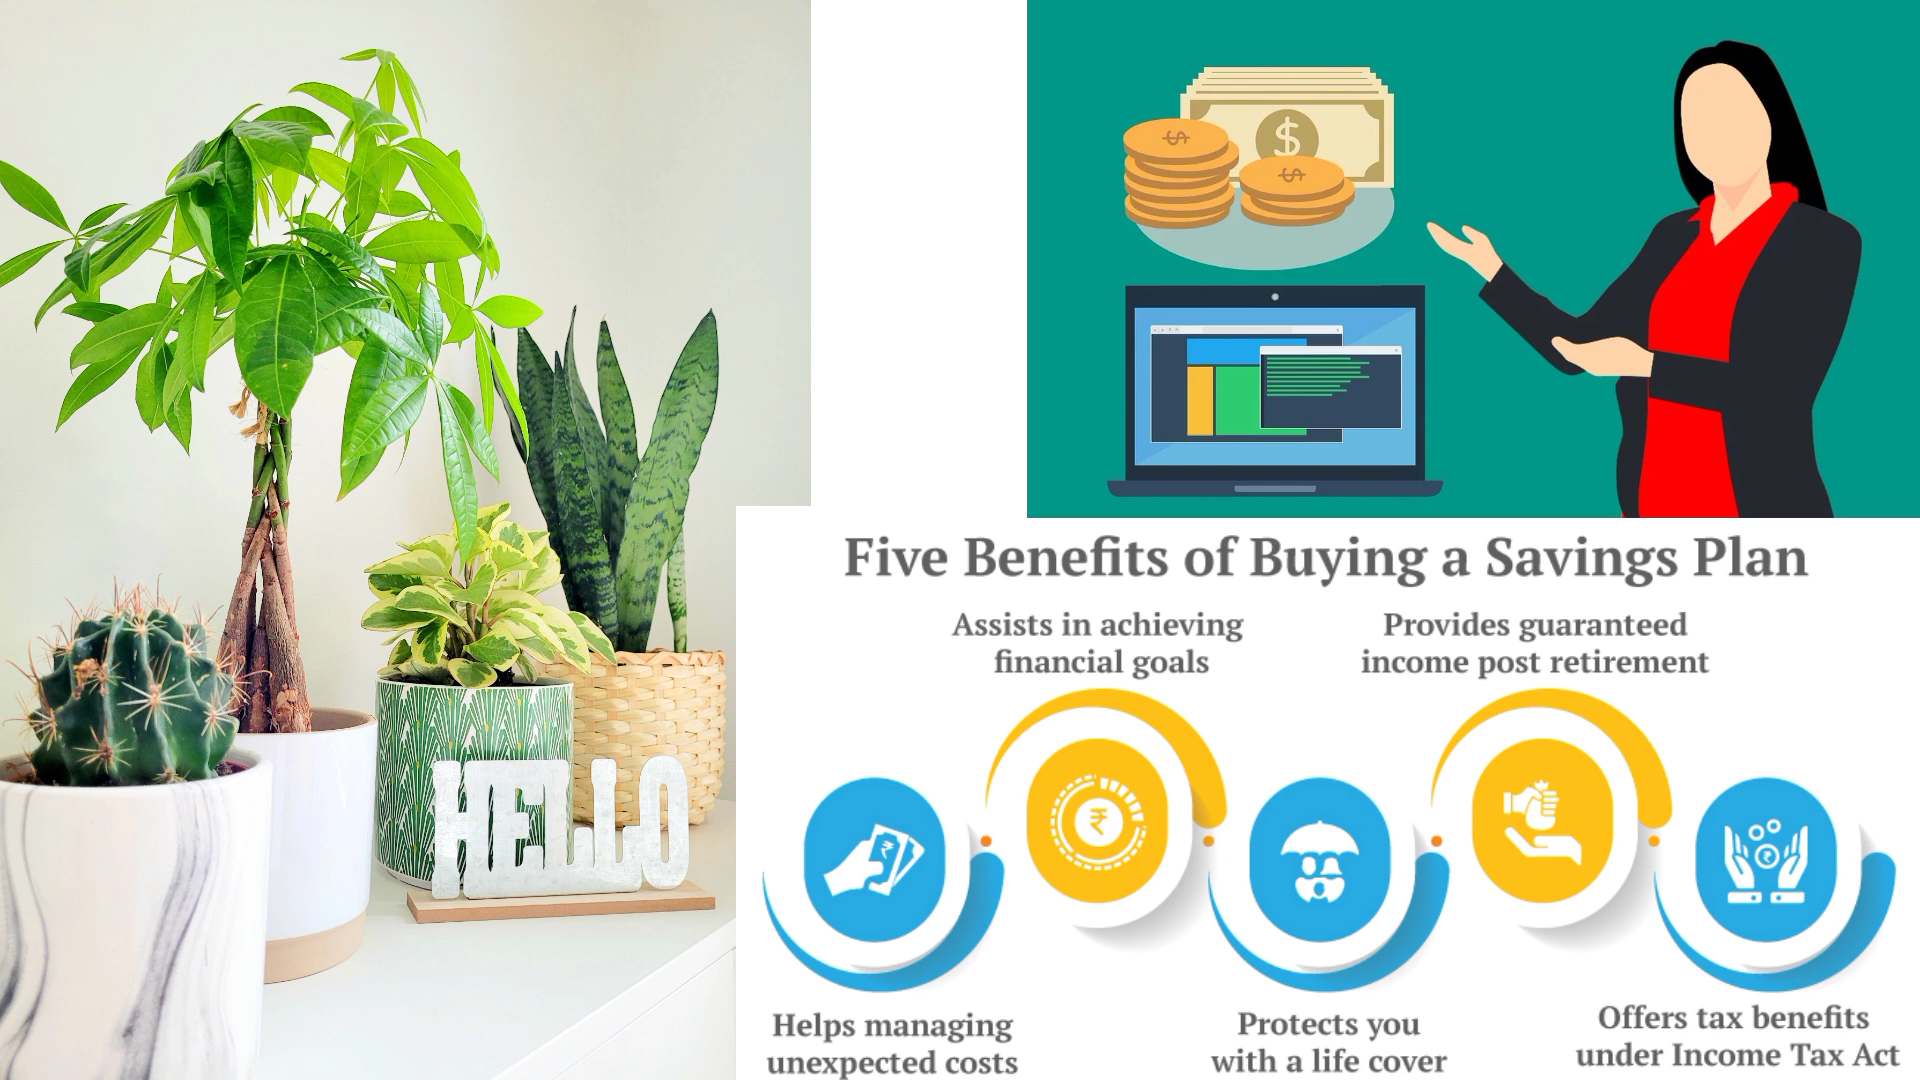 HELLO
Five Benefits of Buying a Savings Plan
Assists in achieving
financial goals
Provides guaranteed
income post retirement
Helps managing
unexpected costs
Protects you
with a life cover
Offers tax benefits
under Income Tax Act